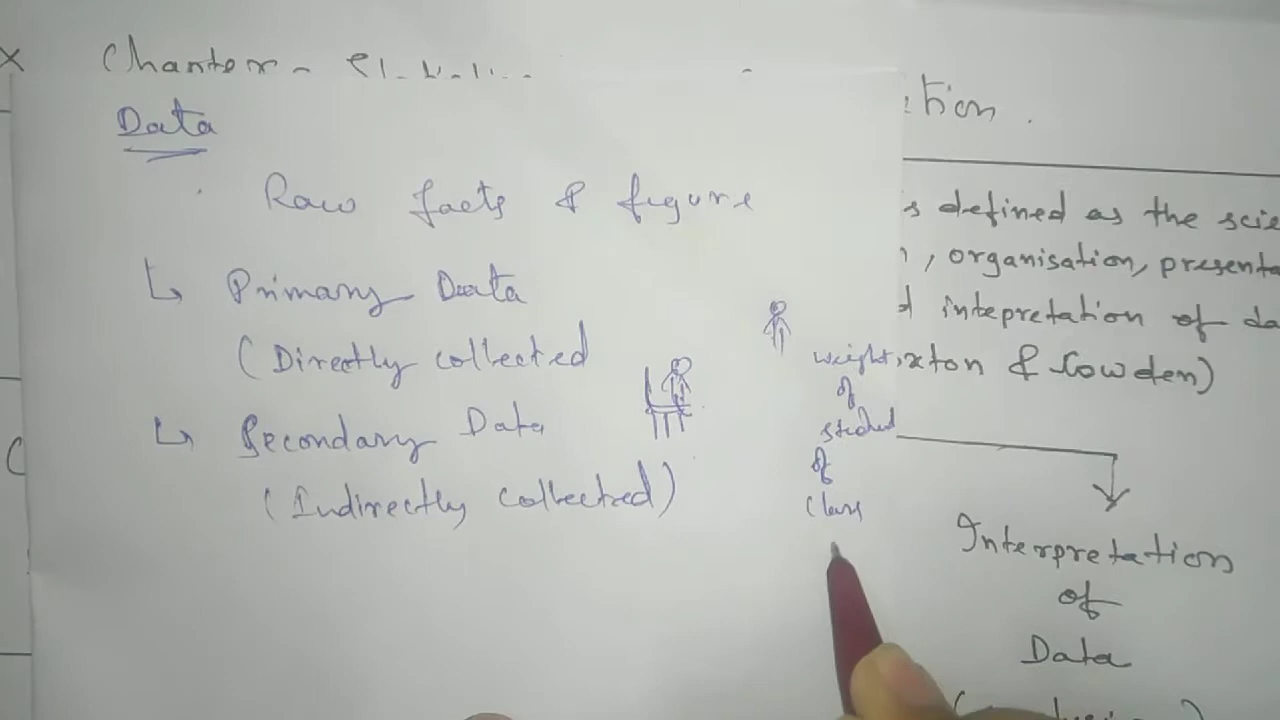 Data
Raw facts & figure
↳ Primary Data
(Directly collected
↳ Secondary Data
(Indirectly collected)
weight
of
student
of
Class
tion.
s defined as the scie
, organisation, presenta
d intepretation of da
xton & Cowden)
Interpretation
of
Data